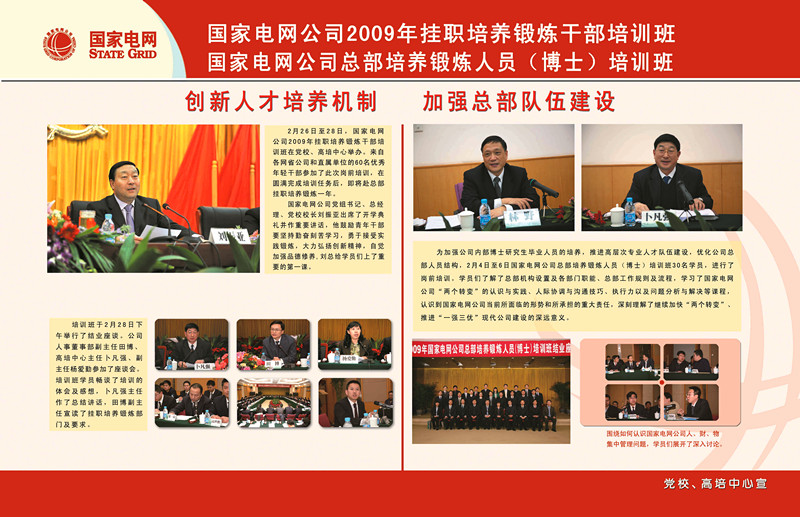 国家电网
STATE GRID
国家电网公司2009年挂职培养锻炼干部培训班
国家电网公司总部培养锻炼人员（博士）培训班
创新人才培养机制 加强总部队伍建设
2月26日至28日，国家电网
公司2009年挂职培养锻炼干部培
训班在党校、高培中心举办。来自
各网省公司和直属单位的60名优秀
年轻干部参加了此次岗前培训，在
圆满完成培训任务后，即将赴总部
挂职培养锻炼一年。
国家电网公司党组书记、总经
理、党校校长刘振亚出席了开学典
礼并作重要讲话，他鼓励青年干部
要坚持勤奋刻苦学习，勇于接受实
践锻炼，大力弘扬创新精神，自觉
加强品德修养，刘总给学员们上了重
要的第一课。
培训班于2月28日下
午举行了结业座谈。公司
人事董事部副主任田博、
高培中心主任卜凡强、副
主任杨爱勤参加了座谈会。
培训班学员畅谈了培训的
体会及感想，卜凡强主任
作了总结讲话，田博副主
任宣读了挂职培养锻炼部
门及要求。
卜凡强
田博
杨爱勤
林野
卜凡强
为加强公司内部博士研究生毕业人员的培养，推进高层次专业人才队伍建设，优化公司总
部人员结构，2月4日至6日国家电网公司总部培养锻炼人员（博士）培训班30名学员，进行了
岗前培训。学员们了解了总部机构设置及各部门职能、总部工作规则及流程，学习了国家电网公
司“两个转变”的认识与实践、人际协调与沟通技巧、执行力以及问题分析与解决等课程，
认识到国家电网公司当前所面临的形势和所承担的重大责任，深刻理解了继续加快“两个转变”、
推进“一强三优”现代公司建设的深远意义。
09年国家电网公司总部培养锻炼人员（博士）培训班结业座
围绕如何认识国家电网公司人、财、物
集中管理问题，学员们展开了深入讨论。
党校、高培中心宣